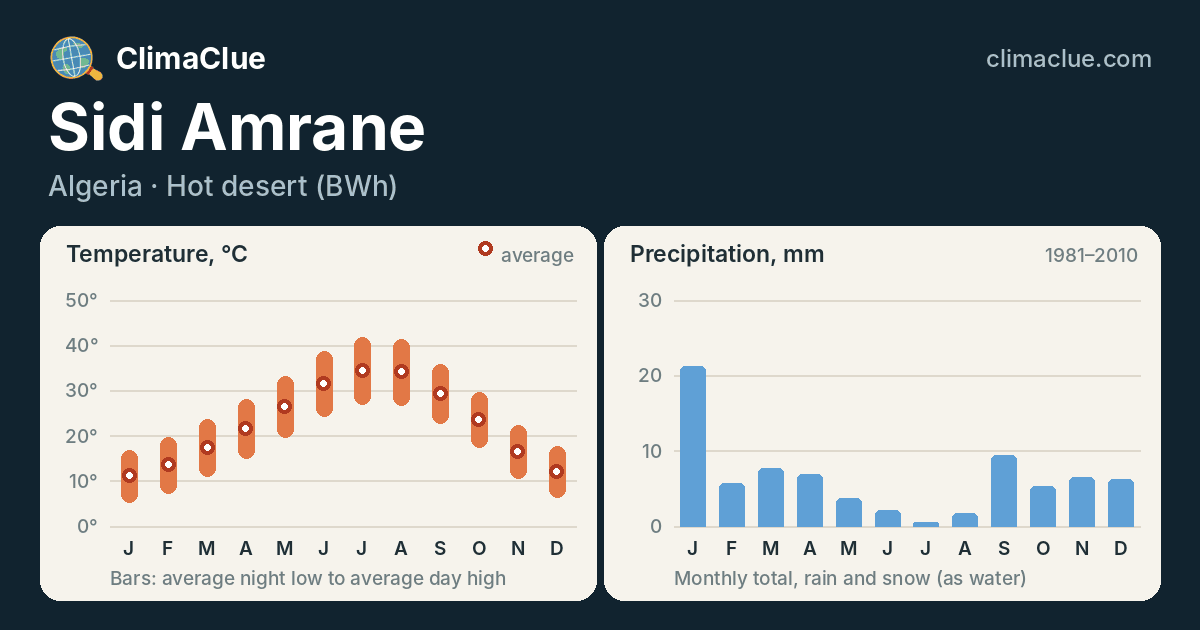 ClimaClue
climaclue.com
Sidi Amrane
Algeria · Hot desert (BWh)
Temperature, °C
average
50°
40°
30°
20°
10°
0°
J F M A M J J A S O N D
Bars: average night low to average day high
Precipitation, mm
1981–2010
30
20
10
0
J F M A M J J A S O N D
Monthly total, rain and snow (as water)